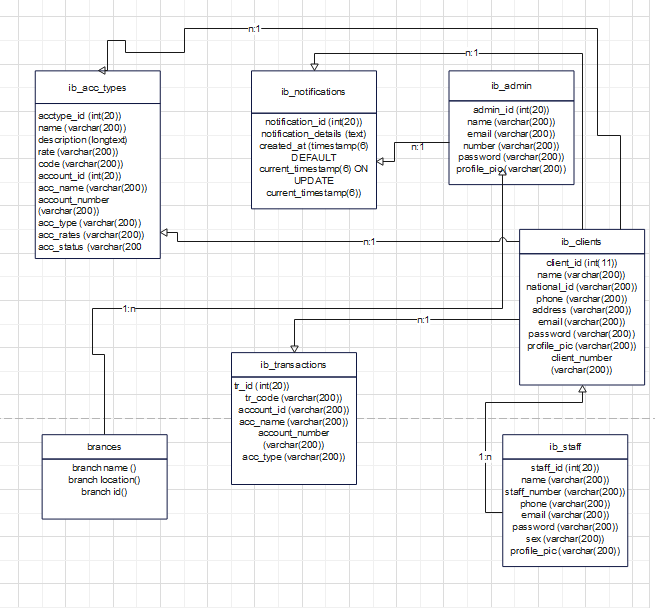 n:1
n:1
ib_acc_types
acctype_id (int(20))
name (varchar(200))
description (longtext)
rate (varchar(200))
code (varchar(200))
account_id (int(20)
acc_name (varchar(200))
account_number
(varchar(200))
acc_type (varchar(200))
acc_rates (varchar(200))
acc_status (varchar(200
ib_notifications
notification_id (int(20))
notification_details (text)
created_at (timestamp(6)
DEFAULT
current_timestamp(6) ON
UPDATE
current_timestamp(6))
n:1
ib_admin
admin_id (int(20))
name (varchar(200))
email (varchar(200))
number (varchar(200))
password (varchar(200))
profile_pic (varchar(200))
n:1
ib_clients
client_id (int(11))
name (varchar(200))
national_id (varchar(200))
phone (varchar(200))
address (varchar(200))
email (varchar(200))
password (varchar(200))
profile_pic (varchar(200))
client_number
(varchar(200))
1:n
n:1
ib_transactions
tr_id (int(20))
tr_code (varchar(200))
account_id (varchar(200))
acc_name (varchar(200))
account_number
(varchar(200))
acc_type (varchar(200))
brances
branch name ()
branch location()
branch id()
1:n
ib_staff
staff_id (int(20))
name (varchar(200))
staff_number (varchar(200))
phone (varchar(200))
email (varchar(200))
password (varchar(200))
sex (varchar(200))
profile_pic (varchar(200))